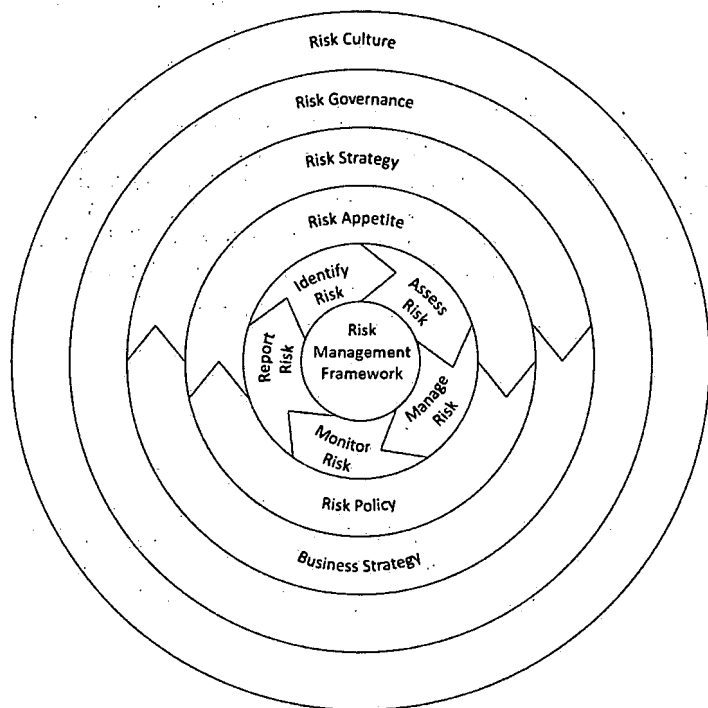 Risk Culture
Risk Governance
Risk Strategy
Risk Appetite
Identify
Risk
Assess
Risk
Manage
Risk
Monitor
Risk
Report
Risk
Risk
Management
Framework
Risk Policy
Business Strategy